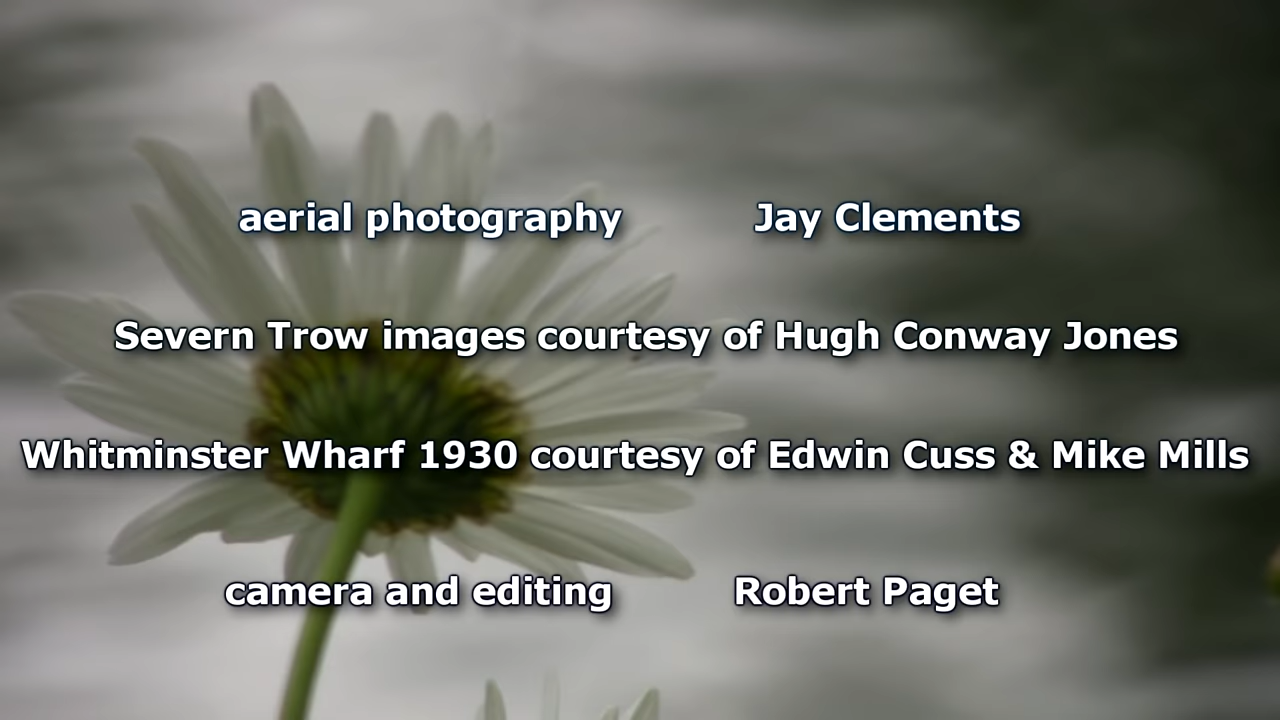 aerial photography Jay Clements
Severn Trow images courtesy of Hugh Conway Jones
Whitminster Wharf 1930 courtesy of Edwin Cuss & Mike Mills
camera and editing Robert Paget